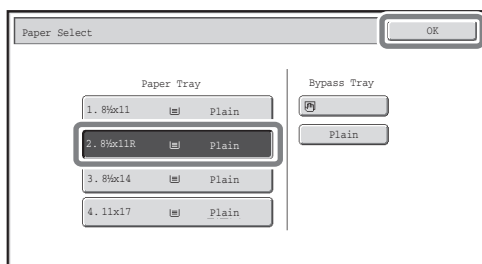 Paper Select
OK
Paper Tray
Bypass Tray
1. 8½x11 Plain
2. 8½x11R Plain
Plain
3. 8½x14 Plain
4. 11x17 Plain